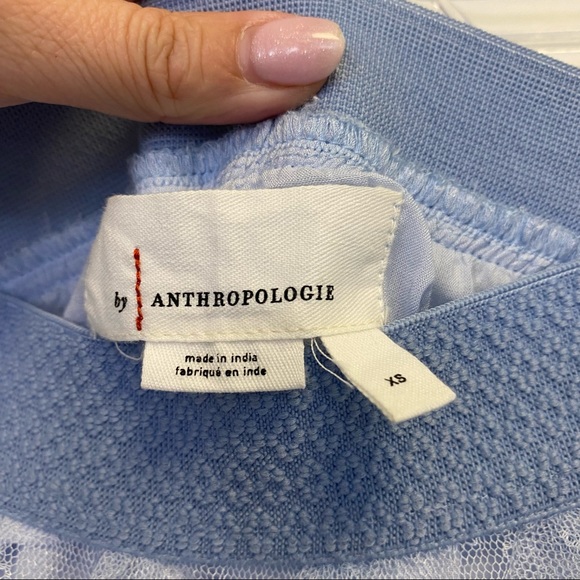 by ANTHROPOLOGIE
made in india
fabriqué en inde
XS